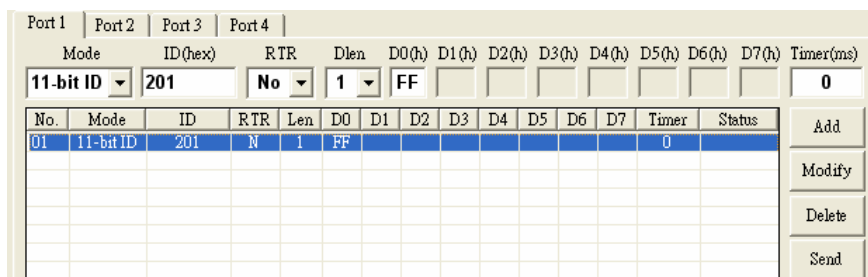 Port 1 Port 2 Port 3 Port 4
Mode ID(hex) RTR Dlen D0(h) D1(h) D2(h) D3(h) D4(h) D5(h) D6(h) D7(h) Timer(ms)
11-bit ID 201 No 1 FF 0
No. Mode ID RTR Len D0 D1 D2 D3 D4 D5 D6 D7 Timer Status
01 11-bit ID 201 N 1 FF 0
Add
Modify
Delete
Send